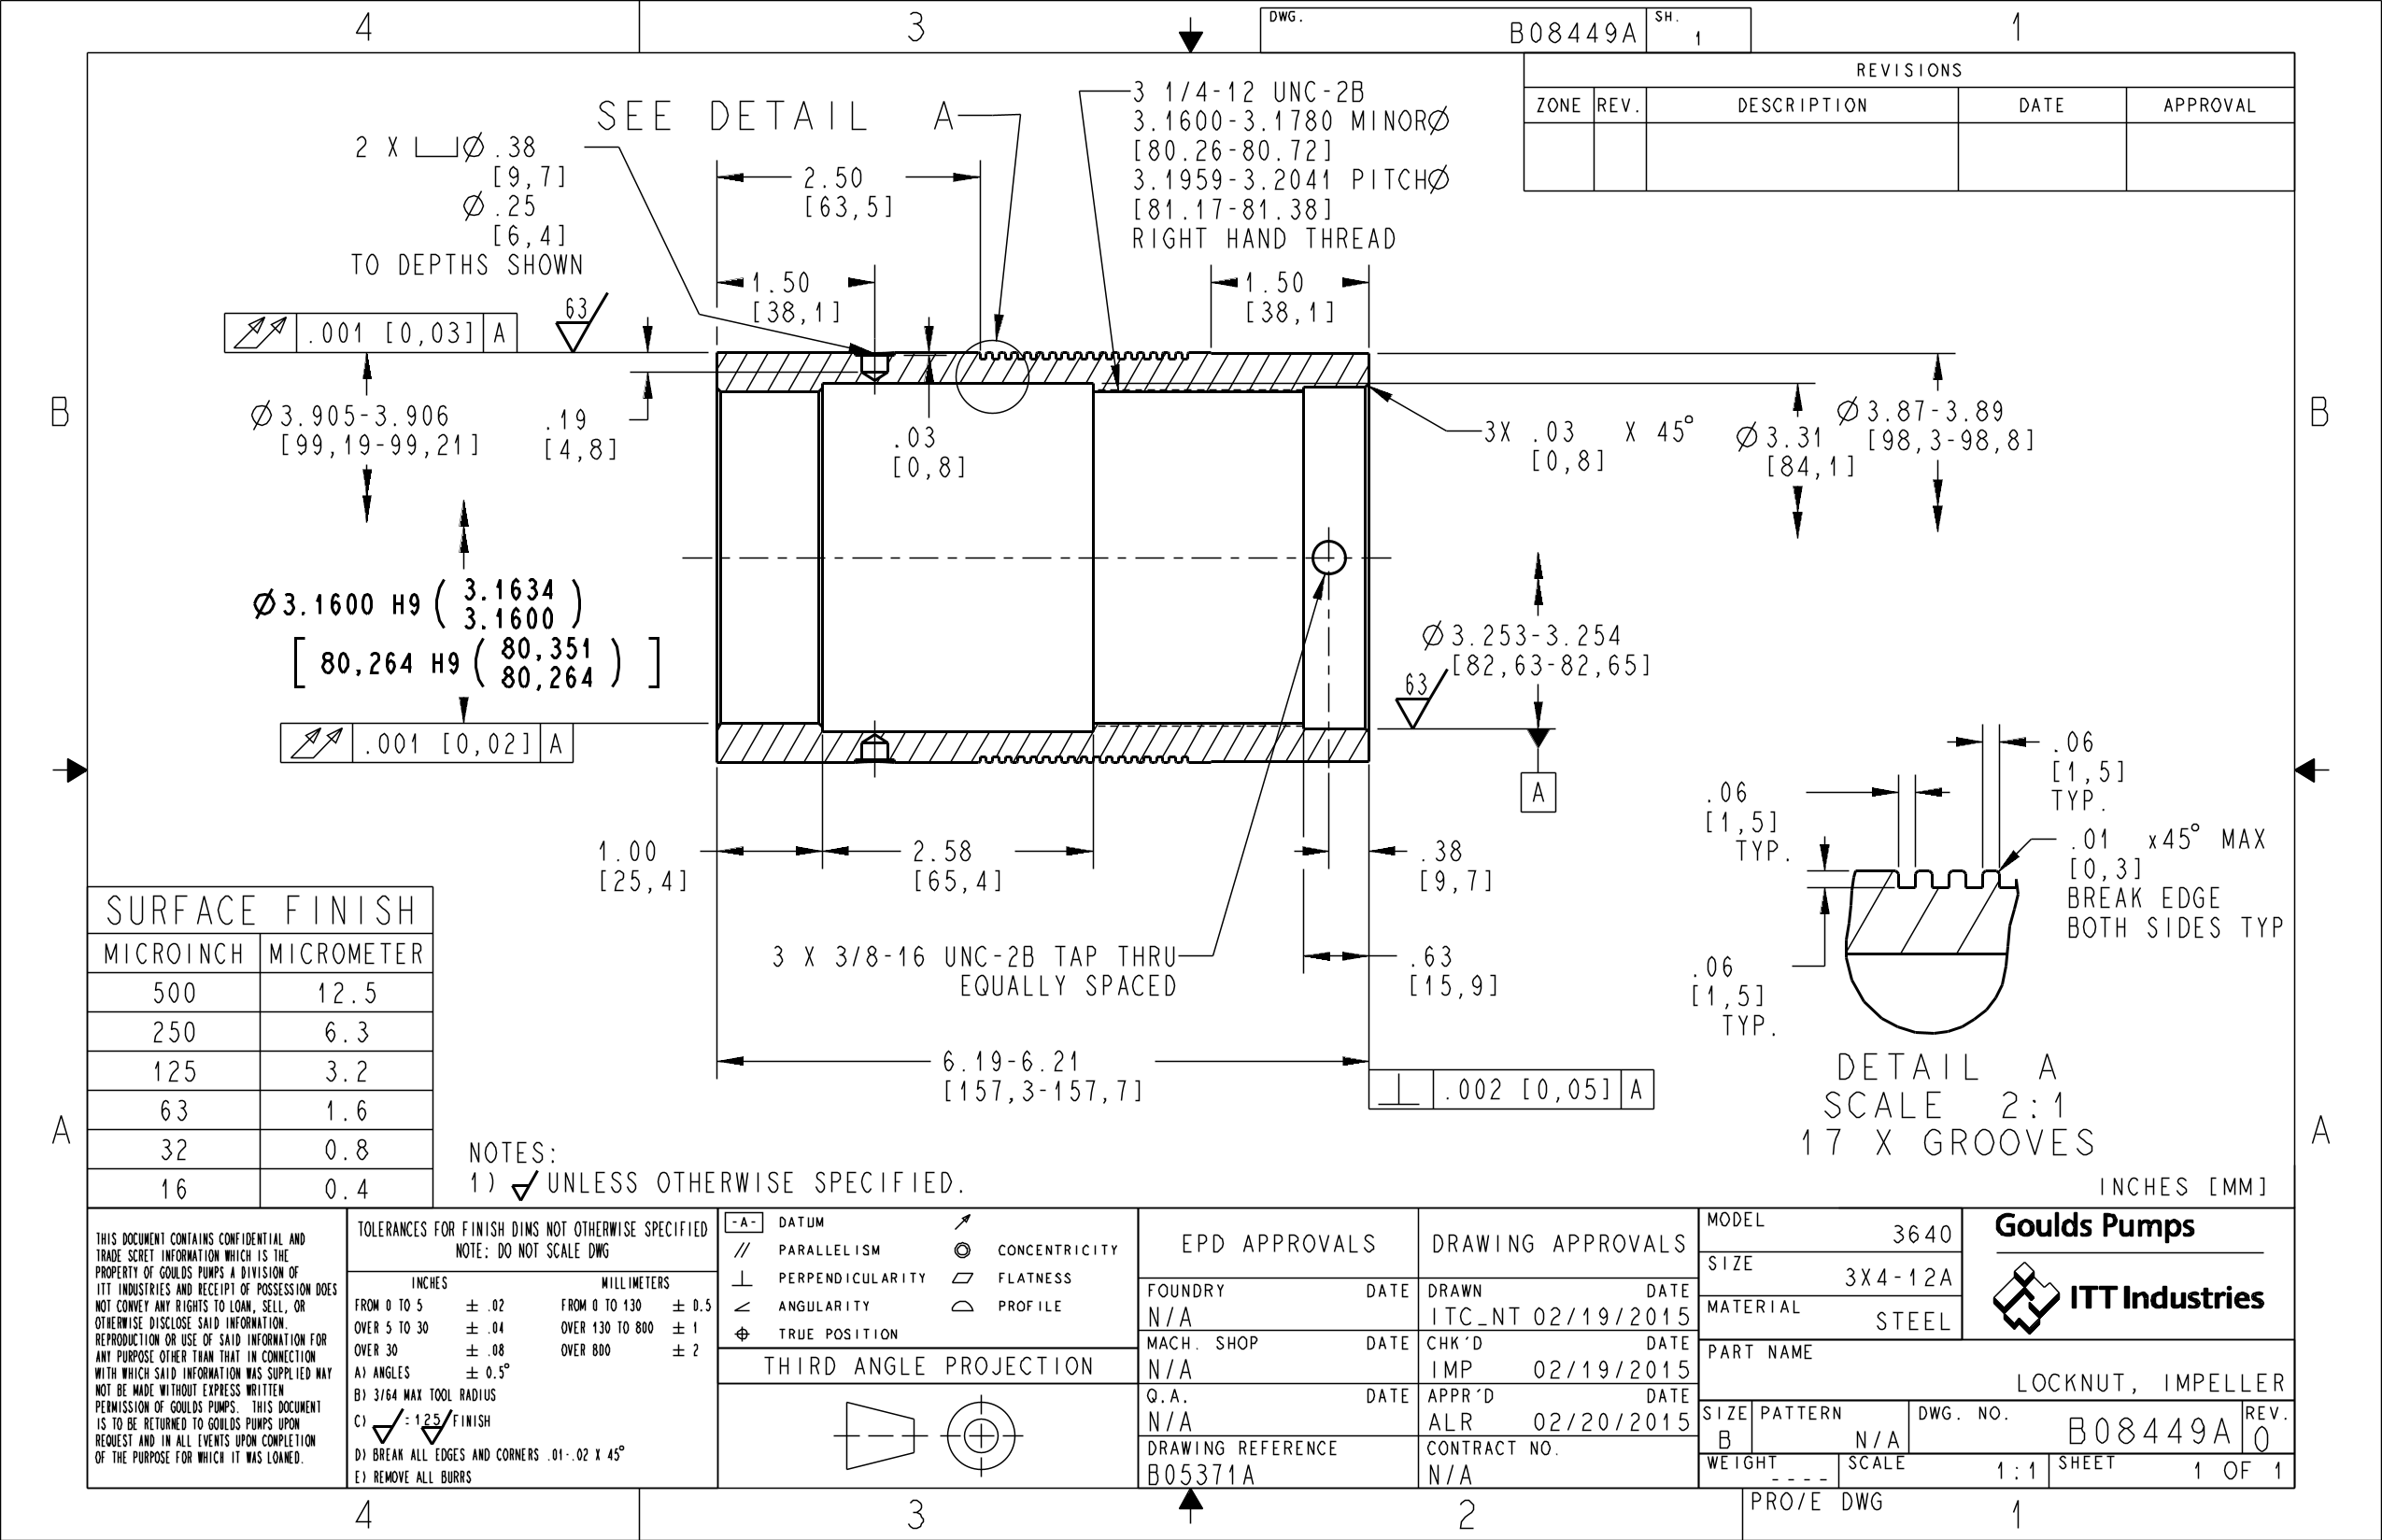 4
3
DWG.
B08449A
SH.
1
1
REVISIONS
ZONE REV. DESCRIPTION DATE APPROVAL
SEE DETAIL A
2 X ⌴Ø .38
[9,7]
Ø .25
[6,4]
TO DEPTHS SHOWN
2.50
[63,5]
3 1/4-12 UNC-2B
3.1600-3.1780 MINORØ
[80.26-80.72]
3.1959-3.2041 PITCHØ
[81.17-81.38]
RIGHT HAND THREAD
1.50
[38,1]
1.50
[38,1]
.001 [0,03] A
63
B
B
Ø3.905-3.906
[99,19-99,21]
.19
[4,8]
.03
[0,8]
3X .03 X 45°
[0,8]
Ø3.31
[84,1]
Ø3.87-3.89
[98,3-98,8]
Ø3.1600 H9 ( 3.1634
3.1600 )
[ 80,264 H9 ( 80,351
80,264 ) ]
.001 [0,02] A
Ø3.253-3.254
[82,63-82,65]
63
A
1.00
[25,4]
2.58
[65,4]
.38
[9,7]
3 X 3/8-16 UNC-2B TAP THRU
EQUALLY SPACED
.63
[15,9]
6.19-6.21
[157,3-157,7]
⊥ .002 [0,05] A
.06
[1,5]
TYP.
.06
[1,5]
TYP.
.01 x45° MAX
[0,3]
BREAK EDGE
BOTH SIDES TYP
.06
[1,5]
TYP.
DETAIL A
SCALE 2:1
17 X GROOVES
INCHES [MM]
A
A
SURFACE FINISH
MICROINCH MICROMETER
500 12.5
250 6.3
125 3.2
63 1.6
32 0.8
16 0.4
NOTES:
1) UNLESS OTHERWISE SPECIFIED.
THIS DOCUMENT CONTAINS CONFIDENTIAL AND
TRADE SCRET INFORMATION WHICH IS THE
PROPERTY OF GOULDS PUMPS A DIVISION OF
ITT INDUSTRIES AND RECEIPT OF POSSESSION DOES
NOT CONVEY ANY RIGHTS TO LOAN, SELL, OR
OTHERWISE DISCLOSE SAID INFORMATION.
REPRODUCTION OR USE OF SAID INFORMATION FOR
ANY PURPOSE OTHER THAN THAT IN CONNECTION
WITH WHICH SAID INFORMATION WAS SUPPLIED MAY
NOT BE MADE WITHOUT EXPRESS WRITTEN
PERMISSION OF GOULDS PUMPS. THIS DOCUMENT
IS TO BE RETURNED TO GOULDS PUMPS UPON
REQUEST AND IN ALL EVENTS UPON COMPLETION
OF THE PURPOSE FOR WHICH IT WAS LOANED.
TOLERANCES FOR FINISH DIMS NOT OTHERWISE SPECIFIED
NOTE: DO NOT SCALE DWG
INCHES MILLIMETERS
FROM 0 TO 5 ± .02 FROM 0 TO 130 ± 0.5
OVER 5 TO 30 ± .04 OVER 130 TO 800 ± 1
OVER 30 ± .08 OVER 800 ± 2
A) ANGLES ± 0.5°
B) 3/64 MAX TOOL RADIUS
C) = 125 FINISH
D) BREAK ALL EDGES AND CORNERS .01-.02 X 45°
E) REMOVE ALL BURRS
-A- DATUM
// PARALLELISM ◎ CONCENTRICITY
⊥ PERPENDICULARITY ▱ FLATNESS
∠ ANGULARITY ⌓ PROFILE
⌖ TRUE POSITION
THIRD ANGLE PROJECTION
EPD APPROVALS
FOUNDRY DATE
N/A
MACH. SHOP DATE
N/A
Q.A. DATE
N/A
DRAWING REFERENCE
B05371A
DRAWING APPROVALS
DRAWN DATE
ITC_NT 02/19/2015
CHK'D DATE
IMP 02/19/2015
APPR'D DATE
ALR 02/20/2015
CONTRACT NO.
N/A
MODEL
3640
SIZE
3X4-12A
MATERIAL
STEEL
Goulds Pumps
ITT Industries
PART NAME
LOCKNUT, IMPELLER
SIZE
B
PATTERN
N/A
DWG. NO.
B08449A
REV.
0
WEIGHT
----
SCALE
1:1
SHEET
1 OF 1
4
3
2
PRO/E DWG
1